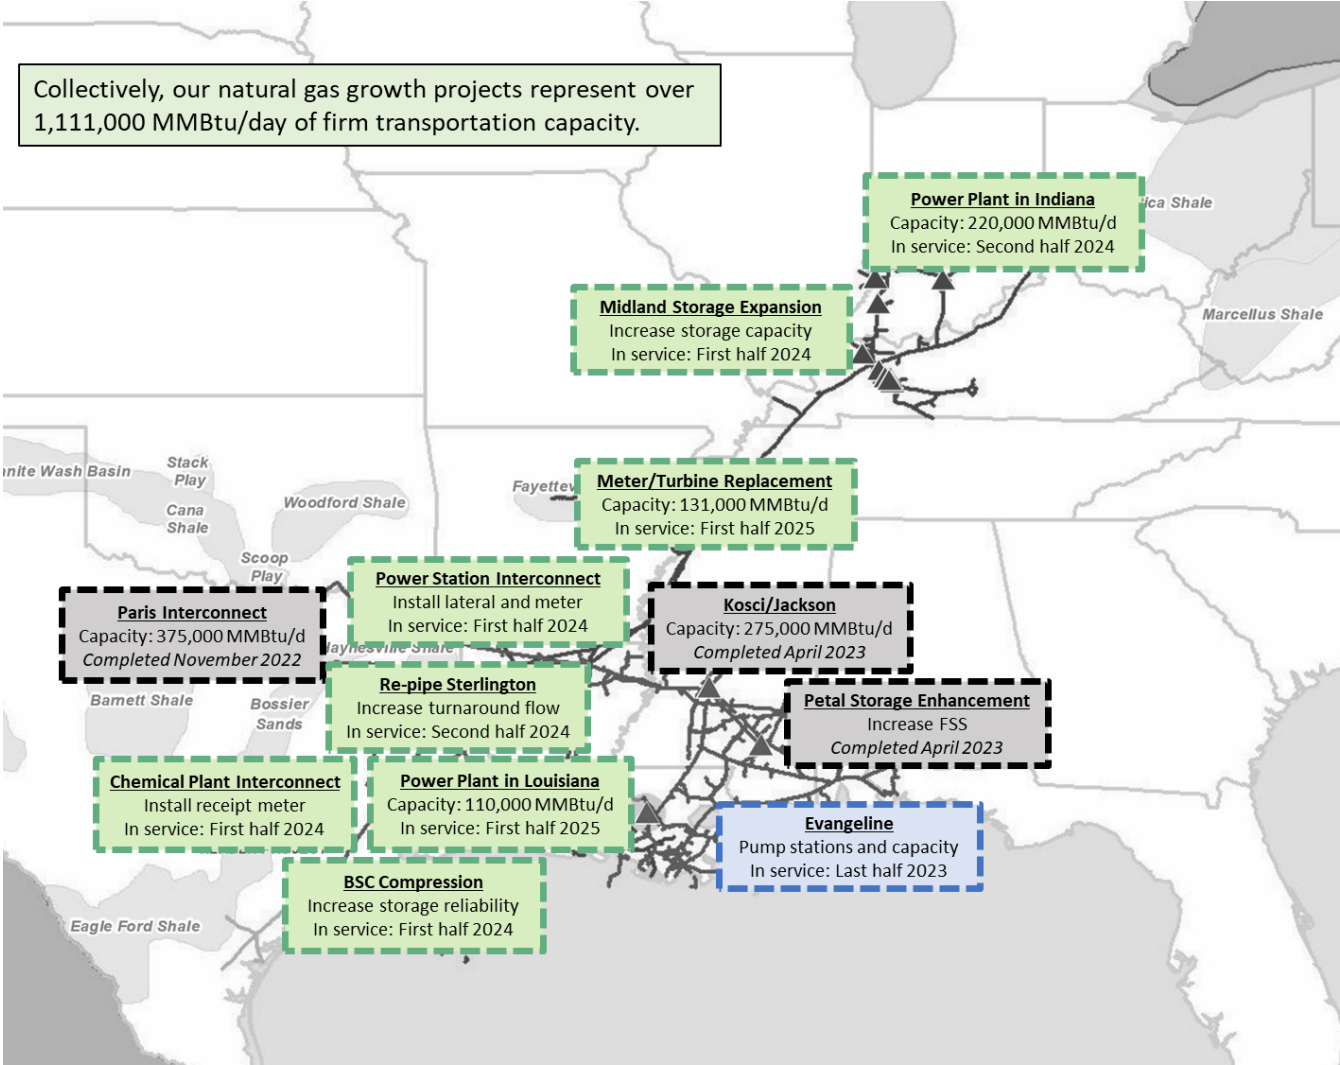 Collectively, our natural gas growth projects represent over
1,111,000 MMBtu/day of firm transportation capacity.
Power Plant in Indiana
Capacity: 220,000 MMBtu/d
In service: Second half 2024
ica Shale
Midland Storage Expansion
Increase storage capacity
In service: First half 2024
Marcellus Shale
nite Wash Basin
Stack
Play
Cana
Shale
Woodford Shale
Scoop
Play
Fayettev
Meter/Turbine Replacement
Capacity: 131,000 MMBtu/d
In service: First half 2025
Power Station Interconnect
Install lateral and meter
In service: First half 2024
Paris Interconnect
Capacity: 375,000 MMBtu/d
Completed November 2022
Kosci/Jackson
Capacity: 275,000 MMBtu/d
Completed April 2023
aynesville Shale
Re-pipe Sterlington
Increase turnaround flow
In service: Second half 2024
Barnett Shale
Bossier
Sands
Petal Storage Enhancement
Increase FSS
Completed April 2023
Chemical Plant Interconnect
Install receipt meter
In service: First half 2024
Power Plant in Louisiana
Capacity: 110,000 MMBtu/d
In service: First half 2025
Evangeline
Pump stations and capacity
In service: Last half 2023
BSC Compression
Increase storage reliability
In service: First half 2024
Eagle Ford Shale